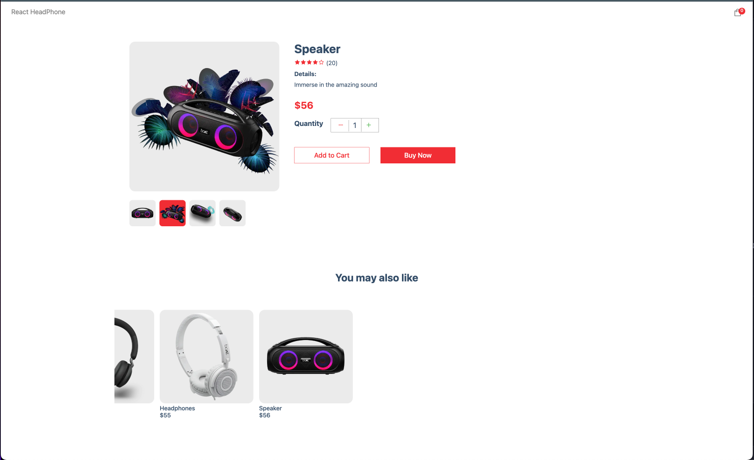 React HeadPhone
0
Speaker
(20)
Details:
Immerse in the amazing sound
$56
Quantity − 1 +
Add to Cart Buy Now
You may also like
Headphones
$55
Speaker
$56